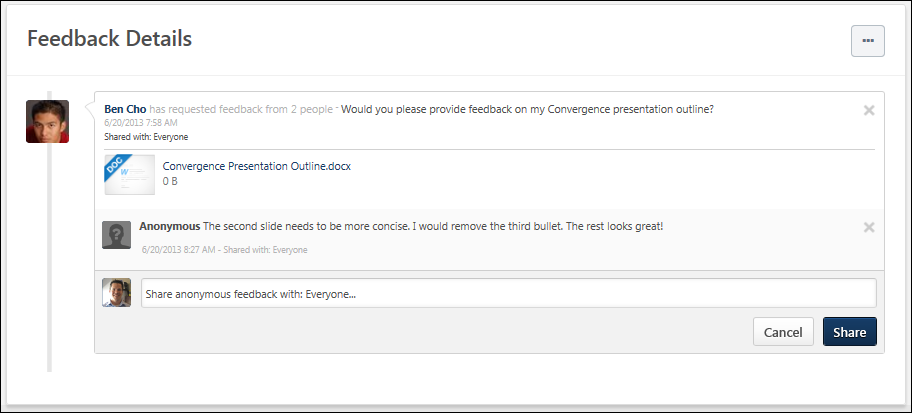 Feedback Details
Ben Cho has requested feedback from 2 people - Would you please provide feedback on my Convergence presentation outline?
6/20/2013 7:58 AM
Shared with: Everyone
DOC
W
Convergence Presentation Outline.docx
0 B
Anonymous The second slide needs to be more concise. I would remove the third bullet. The rest looks great!
6/20/2013 8:27 AM - Shared with: Everyone
Share anonymous feedback with: Everyone...
Cancel
Share